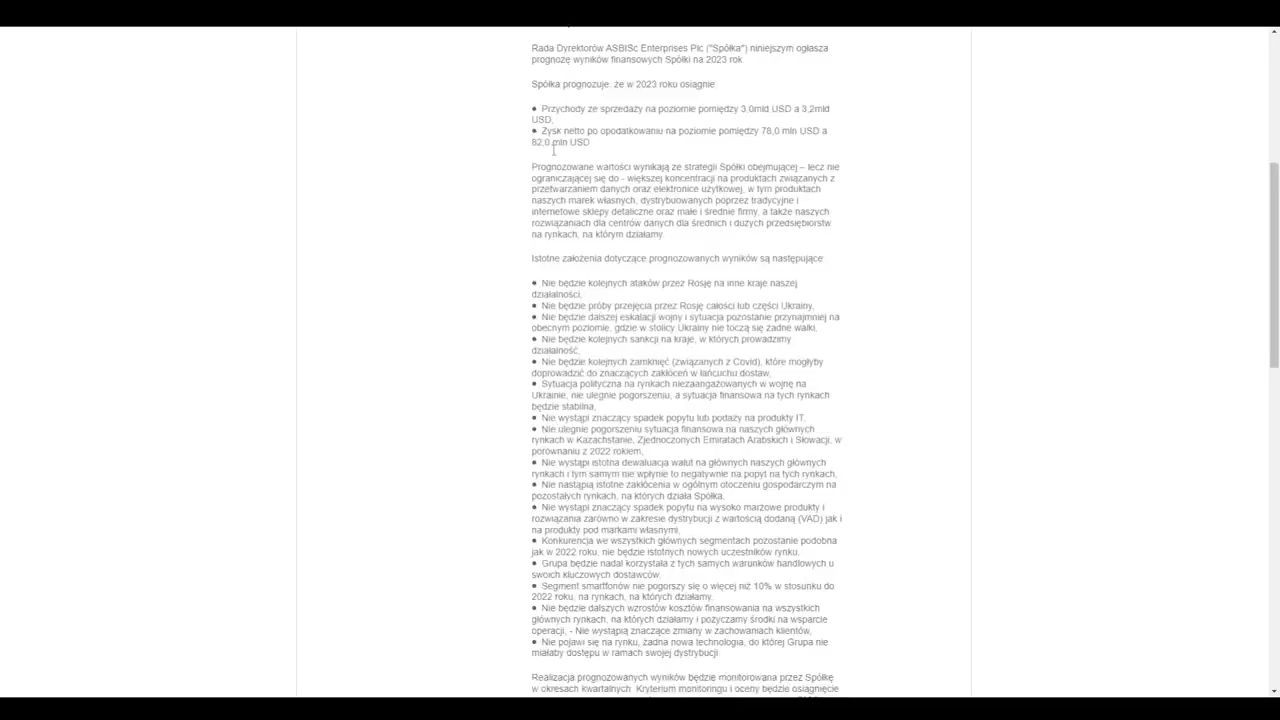 Rada Dyrektorów ASBISc Enterprises Plc ("Spółka") niniejszym ogłasza
prognozę wyników finansowych Spółki na 2023 rok.
Spółka prognozuje, że w 2023 roku osiągnie:
● Przychody ze sprzedaży na poziomie pomiędzy 3,0mld USD a 3,2mld
USD,
● Zysk netto po opodatkowaniu na poziomie pomiędzy 78,0 mln USD a
82,0 mln USD
Prognozowane wartości wynikają ze strategii Spółki obejmującej – lecz nie
ograniczającej się do - większej koncentracji na produktach związanych z
przetwarzaniem danych oraz elektronice użytkowej, w tym produktach
naszych marek własnych, dystrybuowanych poprzez tradycyjne i
internetowe sklepy detaliczne oraz małe i średnie firmy, a także naszych
rozwiązaniach dla centrów danych dla średnich i dużych przedsiębiorstw
na rynkach, na którym działamy.
Istotne założenia dotyczące prognozowanych wyników są następujące:
● Nie będzie kolejnych ataków przez Rosję na inne kraje naszej
działalności,
● Nie będzie próby przejęcia przez Rosję całości lub części Ukrainy,
● Nie będzie dalszej eskalacji wojny i sytuacja pozostanie przynajmniej na
obecnym poziomie, gdzie w stolicy Ukrainy nie toczą się żadne walki,
● Nie będzie kolejnych sankcji na kraje, w których prowadzimy
działalność,
● Nie będzie kolejnych zamknięć (związanych z Covid), które mogłyby
doprowadzić do znaczących zakłóceń w łańcuchu dostaw,
● Sytuacja polityczna na rynkach niezaangażowanych w wojnę na
Ukrainie, nie ulegnie pogorszeniu, a sytuacja finansowa na tych rynkach
będzie stabilna,
● Nie wystąpi znaczący spadek popytu lub podaży na produkty IT.
● Nie ulegnie pogorszeniu sytuacja finansowa na naszych głównych
rynkach w Kazachstanie, Zjednoczonych Emiratach Arabskich i Słowacji, w
porównaniu z 2022 rokiem,
● Nie wystąpi istotna dewaluacja walut na głównych naszych głównych
rynkach i tym samym nie wpłynie to negatywnie na popyt na tych rynkach,
● Nie nastąpią istotne zakłócenia w ogólnym otoczeniu gospodarczym na
pozostałych rynkach, na których działa Spółka,
● Nie wystąpi znaczący spadek popytu na wysoko marżowe produkty i
rozwiązania zarówno w zakresie dystrybucji z wartością dodaną (VAD) jak i
na produkty pod markami własnymi,
● Konkurencja we wszystkich głównych segmentach pozostanie podobna
jak w 2022 roku, nie będzie istotnych nowych uczestników rynku,
● Grupa będzie nadal korzystała z tych samych warunków handlowych u
swoich kluczowych dostawców,
● Segment smartfonów nie pogorszy się o więcej niż 10% w stosunku do
2022 roku, na rynkach, na których działamy,
● Nie będzie dalszych wzrostów kosztów finansowania na wszystkich
głównych rynkach, na których działamy i pożyczamy środki na wsparcie
operacji, - Nie wystąpią znaczące zmiany w zachowaniach klientów,
● Nie pojawi się na rynku, żadna nowa technologia, do której Grupa nie
miałaby dostępu w ramach swojej dystrybucji.
Realizacja prognozowanych wyników będzie monitorowana przez Spółkę
w okresach kwartalnych. Kryterium monitoringu i oceny będzie osiągnięcie